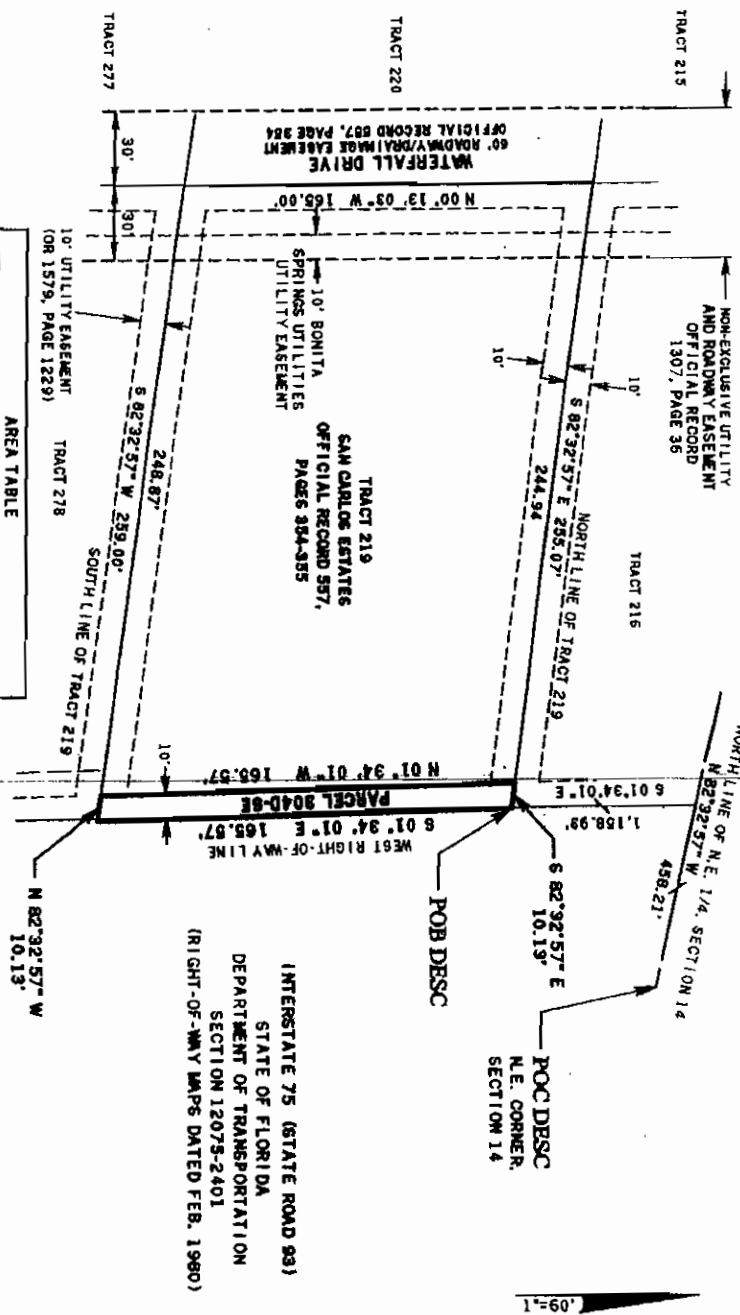 TRACT 215
TRACT 220
TRACT 277
NON-EXCLUSIVE UTILITY
AND ROADWAY EASEMENT
OFFICIAL RECORD
1307, PAGE 36
WATERFALL DRIVE
60' ROADWAY/DRAINAGE EASEMENT
OFFICIAL RECORD 557, PAGE 354
30'
30'
N 00° 13' 03" W 165.00'
10' BONITA
SPRINGS UTILITIES
UTILITY EASEMENT
10' UTILITY EASEMENT
(OR 1579, PAGE 1229)
TRACT 278
TRACT 216
10'
10'
NORTH LINE OF TRACT 219
S 82°32'57" E 255.07'
244.94
TRACT 219
SAN CARLOS ESTATES
OFFICIAL RECORD 557,
PAGES 354-355
248.87'
S 82°32'57" W 259.00'
SOUTH LINE OF TRACT 219
AREA TABLE
NORTH LINE OF N.E. 1/4, SECTION 14
N 82°32'57" W
458.21'
S 01°34'01" E
1,158.99'
10'
N 01° 34' 01" W 165.57'
PARCEL 904D-SE
S 01° 34' 01" E 165.57'
WEST RIGHT-OF-WAY LINE
S 82°32'57" E
10.13'
N 82°32'57" W
10.13'
POB DESC
POC DESC
N.E. CORNER,
SECTION 14
INTERSTATE 75 (STATE ROAD 93)
STATE OF FLORIDA
DEPARTMENT OF TRANSPORTATION
SECTION 12075-2401
(RIGHT-OF-WAY MAPS DATED FEB. 1980)
1"=60'